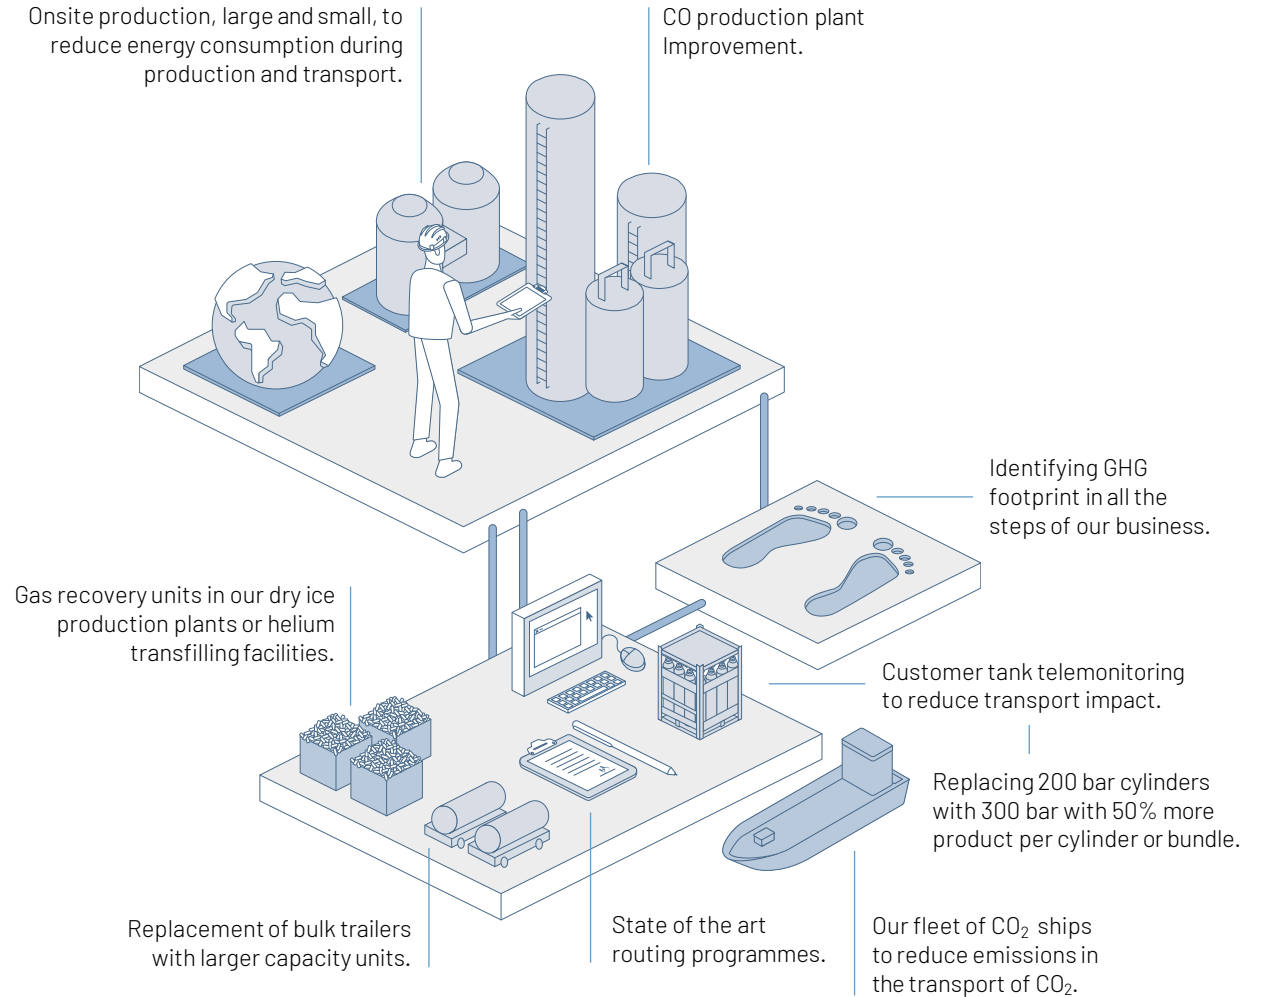 Onsite production, large and small, to
reduce energy consumption during
production and transport.
CO production plant
Improvement.
Identifying GHG
footprint in all the
steps of our business.
Gas recovery units in our dry ice
production plants or helium
transfilling facilities.
Customer tank telemonitoring
to reduce transport impact.
Replacing 200 bar cylinders
with 300 bar with 50% more
product per cylinder or bundle.
Replacement of bulk trailers
with larger capacity units.
State of the art
routing programmes.
Our fleet of CO₂ ships
to reduce emissions in
the transport of CO₂.